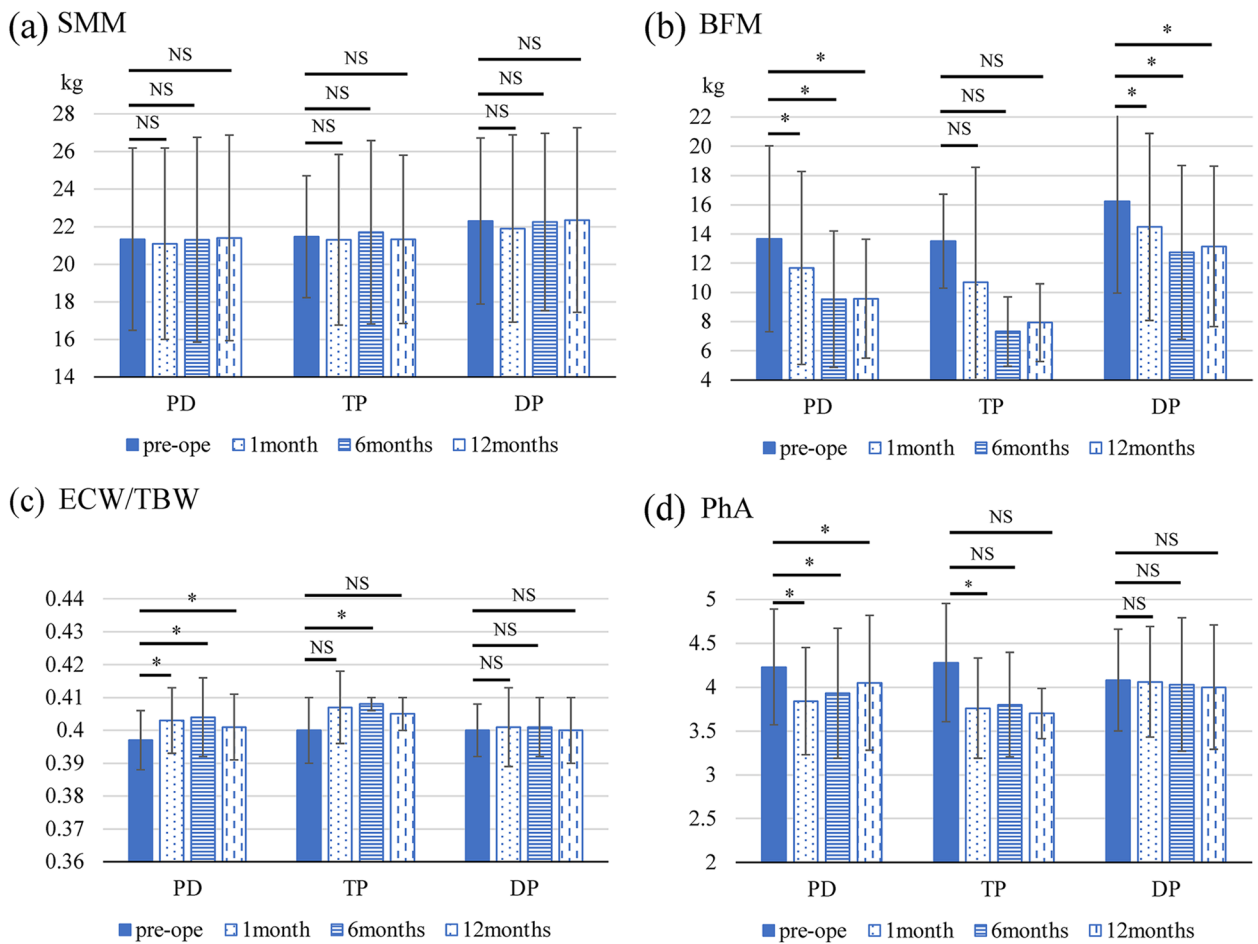 (a) SMM
NS NS NS
NS NS NS
NS NS NS
kg
28
26
24
22
20
18
16
14
PD TP DP
pre-ope 1month 6months 12months
(b) BFM
* NS *
* NS *
* NS *
kg
22
20
18
16
14
12
10
8
6
4
PD TP DP
pre-ope 1month 6months 12months
(c) ECW/TBW
* NS NS
* * NS
* NS NS
0.44
0.43
0.42
0.41
0.40
0.39
0.38
0.37
0.36
PD TP DP
pre-ope 1month 6months 12months
(d) PhA
* NS NS
* NS NS
* * NS
5
4.5
4
3.5
3
2.5
2
PD TP DP
pre-ope 1month 6months 12months